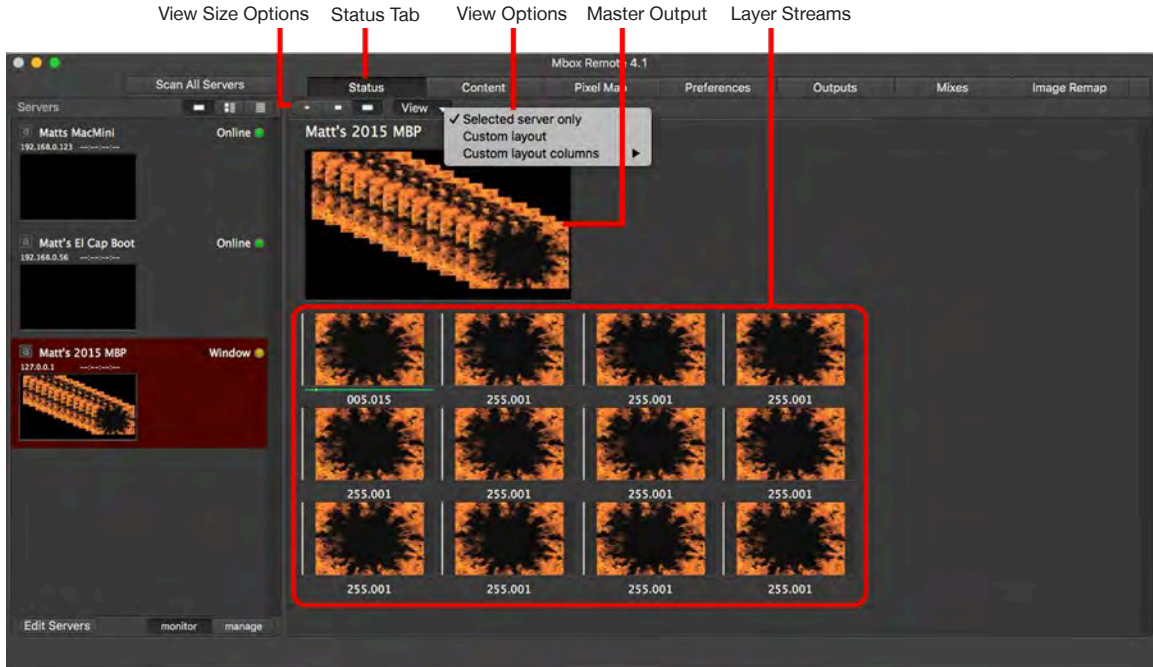 View Size Options Status Tab View Options Master Output Layer Streams
Mbox Remote 4.1
Scan All Servers
Status Content Pixel Map Preferences Outputs Mixes Image Remap
Servers
View
Selected server only
Custom layout
Custom layout columns
Matts MacMini Online
192.168.0.123 --:--:--:--
Matt's El Cap Boot Online
192.168.0.56 --:--:--:--
Matt's 2015 MBP Window
127.0.0.1 --:--:--:--
Matt's 2015 MBP
005.015 255.001 255.001 255.001
255.001 255.001 255.001 255.001
255.001 255.001 255.001 255.001
Edit Servers monitor manage